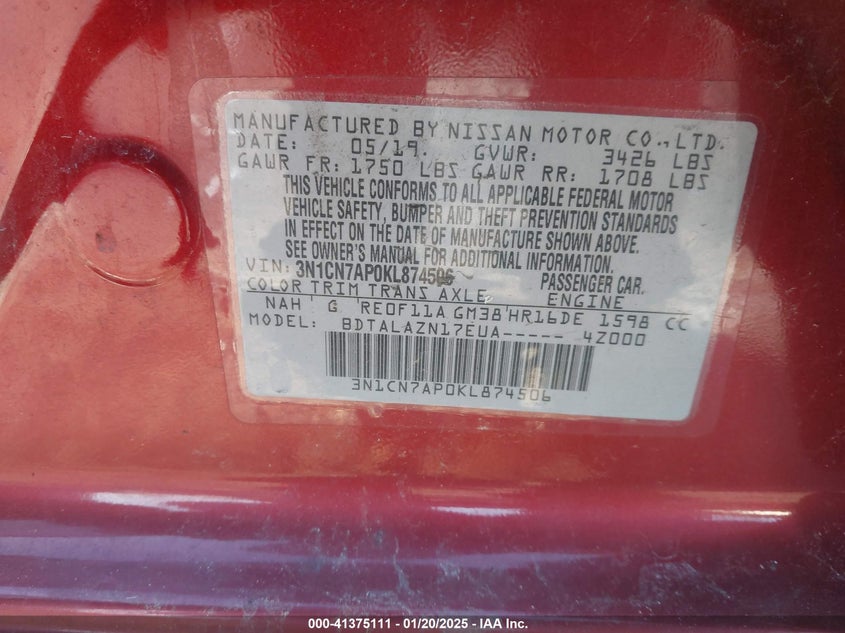 MANUFACTURED BY NISSAN MOTOR CO., LTD.
DATE: 05/19. GVWR: 3426 LBS
GAWR FR: 1750 LBS GAWR RR: 1708 LBS
THIS VEHICLE CONFORMS TO ALL APPLICABLE FEDERAL MOTOR
VEHICLE SAFETY, BUMPER AND THEFT PREVENTION STANDARDS
IN EFFECT ON THE DATE OF MANUFACTURE SHOWN ABOVE.
SEE OWNER'S MANUAL FOR ADDITIONAL INFORMATION.
VIN: 3N1CN7AP0KL874506 PASSENGER CAR.
COLOR TRIM TRANS AXLE ENGINE
NAH G RE0F11A GM38 HR16DE 1598 CC
MODEL: BDTALAZN17EUA----- 4Z000
3N1CN7AP0KL874506
000-41375111 — 01/20/2025 — IAA Inc.